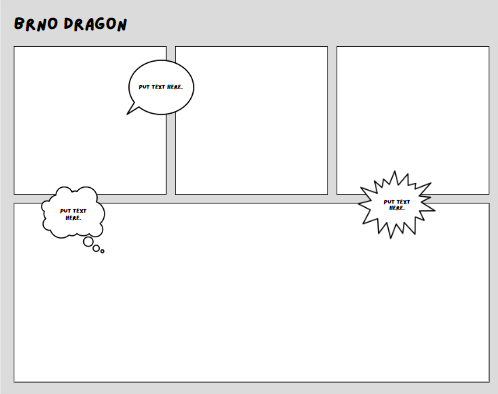 BRNO DRAGON
PUT TEXT HERE.
PUT TEXT
HERE.
PUT TEXT
HERE.